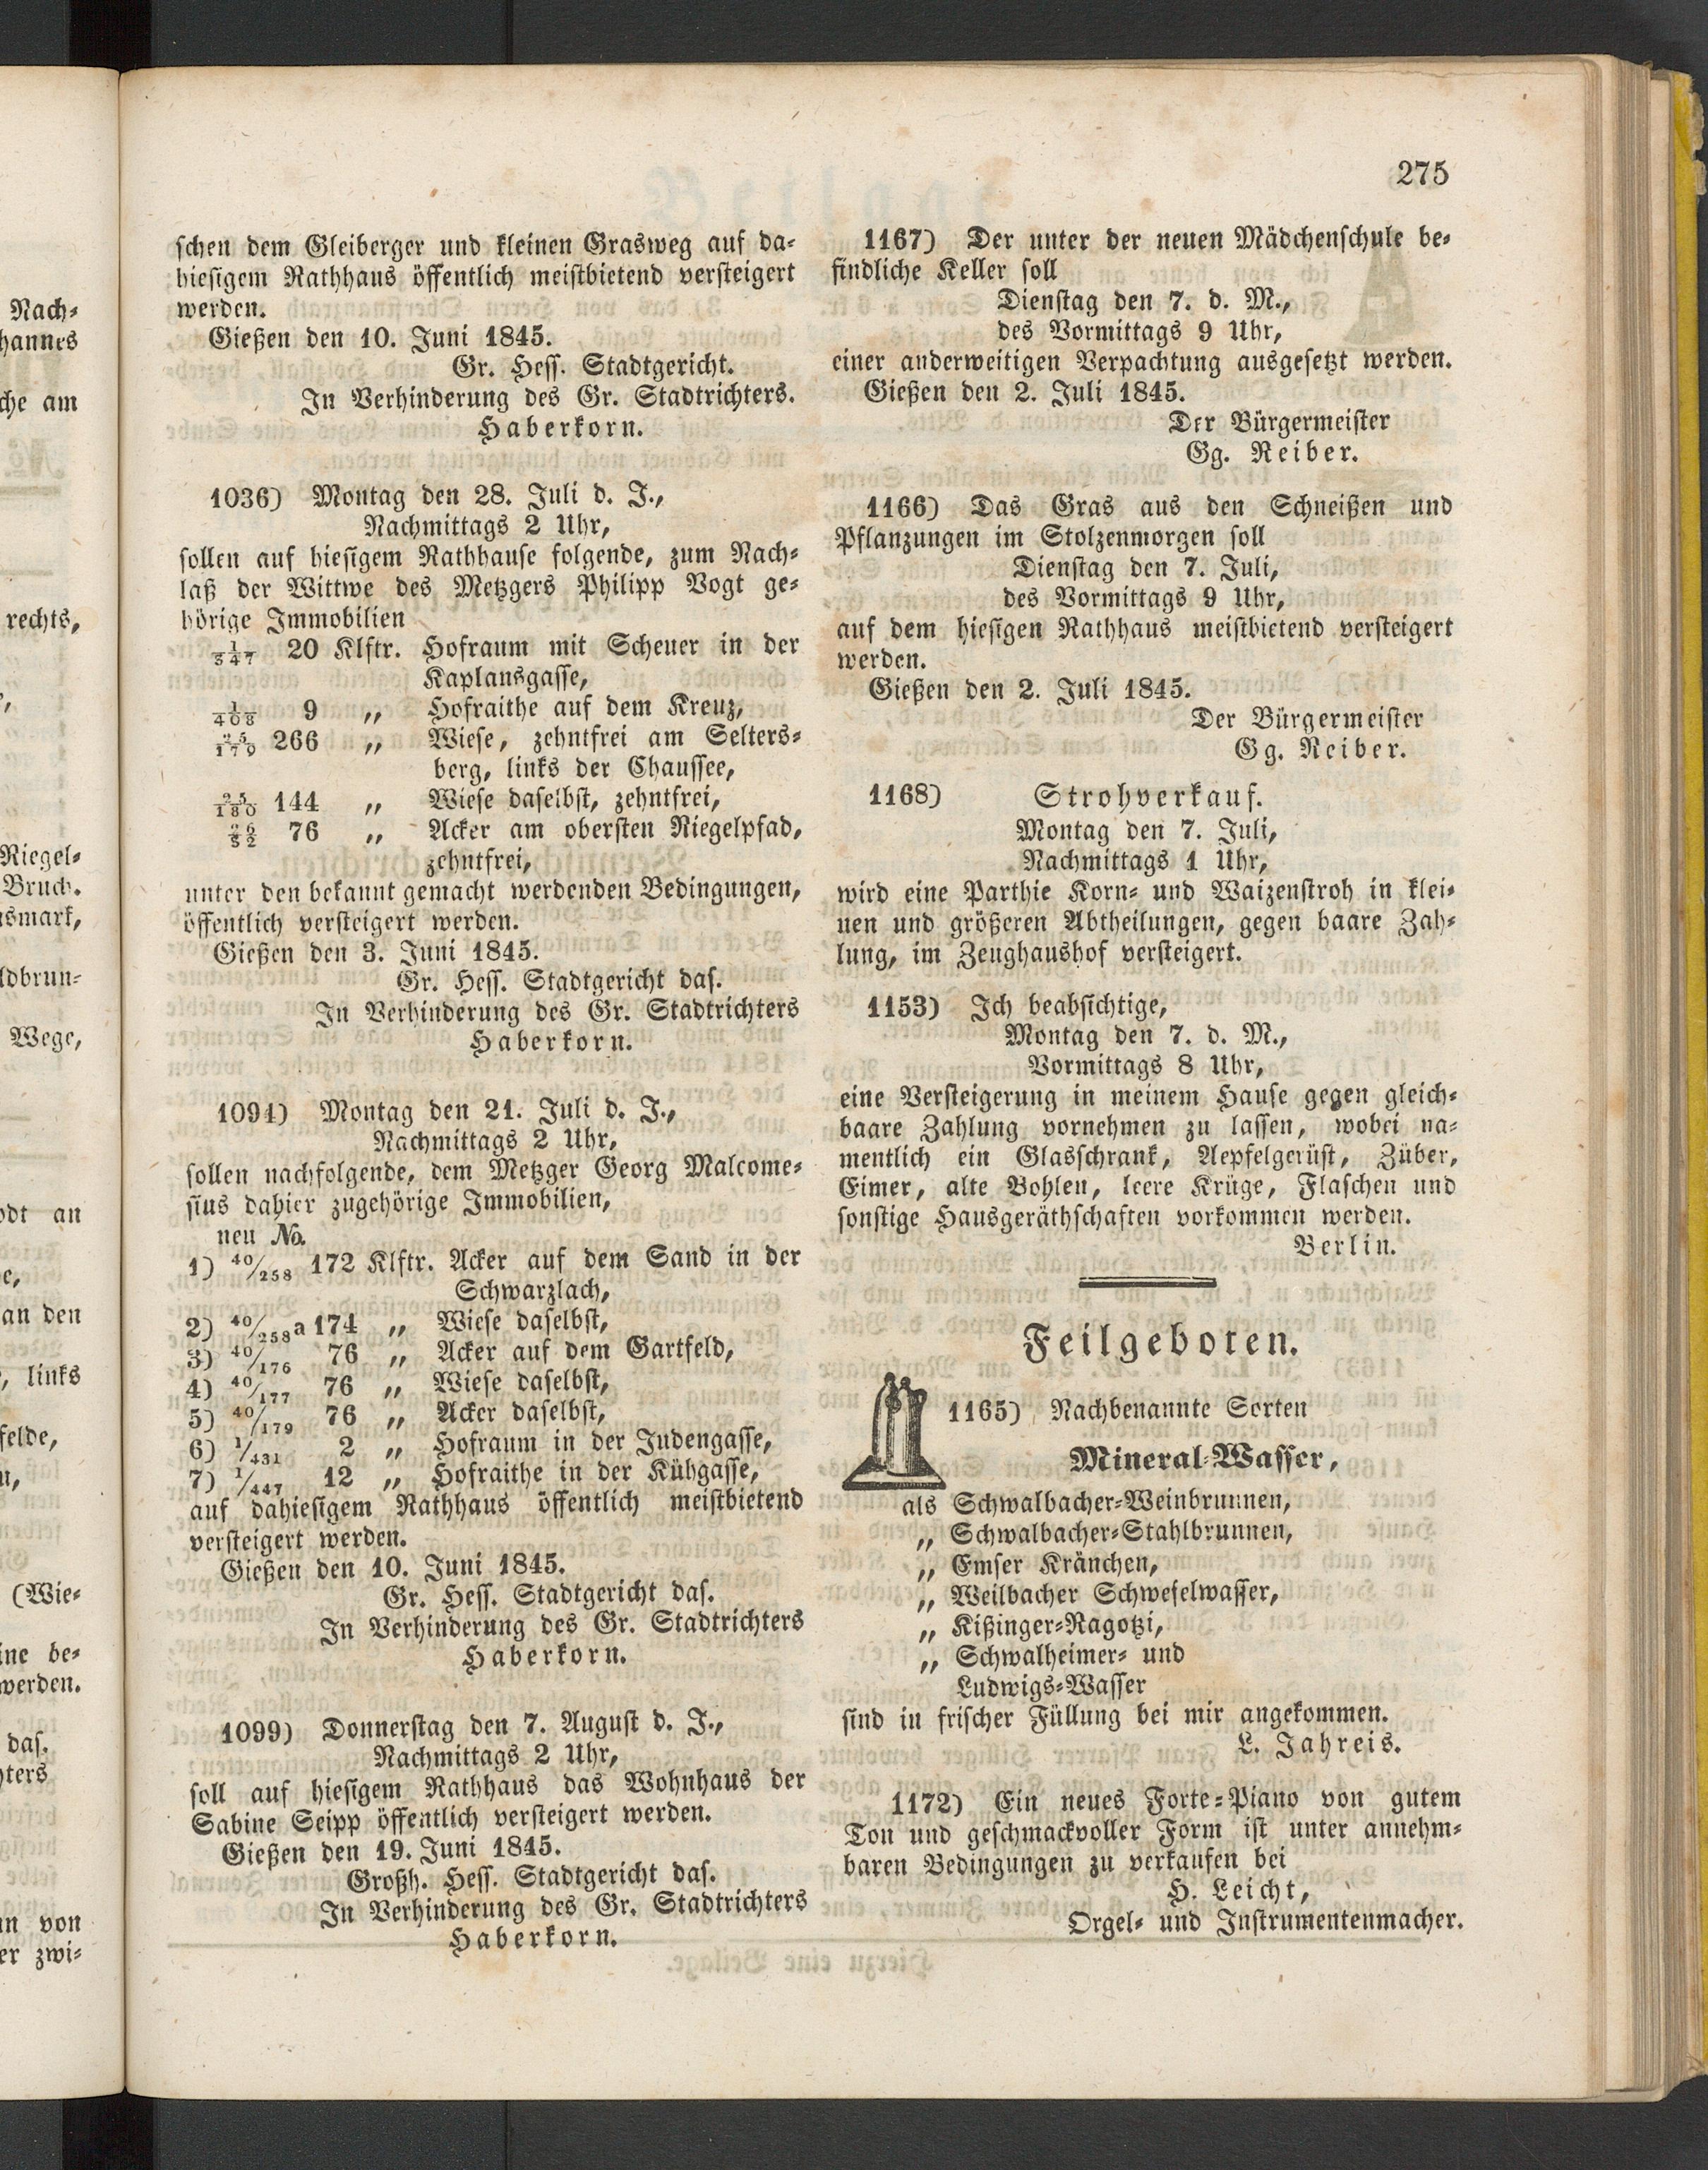 275
schen dem Gleiberger und kleinen Grasweg auf da-
hiesigem Rathhaus öffentlich meistbietend versteigert
werden.
Gießen den 10. Juni 1845.
Gr. Hess. Stadtgericht.
In Verhinderung des Gr. Stadtrichters.
Haberkorn.
1036) Montag den 28. Juli d. J.,
Nachmittags 2 Uhr,
sollen auf hiesigem Rathhause folgende, zum Nach-
laß der Wittwe des Metzgers Philipp Vogt ge-
hörige Immobilien
1/347 20 Klftr. Hofraum mit Scheuer in der
Kaplansgasse,
1/408 9 „ Hofraithe auf dem Kreuz,
25/179 266 „ Wiese, zehntfrei am Selters-
berg, links der Chaussee,
25/180 144 „ Wiese daselbst, zehntfrei,
26/52 76 „ Acker am obersten Riegelpfad,
zehntfrei,
unter den bekannt gemacht werdenden Bedingungen,
öffentlich versteigert werden.
Gießen den 3. Juni 1845.
Gr. Hess. Stadtgericht das.
In Verhinderung des Gr. Stadtrichters
Haberkorn.
1091) Montag den 21. Juli d. J.,
Nachmittags 2 Uhr,
sollen nachfolgende, dem Metzger Georg Malcome-
sius dahier zugehörige Immobilien,
neu No.
1) 40/258 172 Klftr. Acker auf dem Sand in der
Schwarzlach,
2) 40/258 a 174 „ Wiese daselbst,
3) 40/176 76 „ Acker auf dem Gartfeld,
4) 40/177 76 „ Wiese daselbst,
5) 40/179 76 „ Acker daselbst,
6) 1/431 2 „ Hofraum in der Judengasse,
7) 1/447 12 „ Hofraithe in der Kühgasse,
auf dahiesigem Rathhaus öffentlich meistbietend
versteigert werden.
Gießen den 10. Juni 1845.
Gr. Hess. Stadtgericht das.
In Verhinderung des Gr. Stadtrichters
Haberkorn.
1099) Donnerstag den 7. August d. J.,
Nachmittags 2 Uhr,
soll auf hiesigem Rathhaus das Wohnhaus der
Sabine Seipp öffentlich versteigert werden.
Gießen den 19. Juni 1845.
Großh. Hess. Stadtgericht das.
In Verhinderung des Gr. Stadtrichters
Haberkorn.
1167) Der unter der neuen Mädchenschule be-
findliche Keller soll
Dienstag den 7. d. M.,
des Vormittags 9 Uhr,
einer anderweitigen Verpachtung ausgesetzt werden.
Gießen den 2. Juli 1845.
Der Bürgermeister
Gg. Reiber.
1166) Das Gras aus den Schneißen und
Pflanzungen im Stolzenmorgen soll
Dienstag den 7. Juli,
des Vormittags 9 Uhr,
auf dem hiesigen Rathhaus meistbietend versteigert
werden.
Gießen den 2. Juli 1845.
Der Bürgermeister
Gg. Reiber.
1168) Strohverkauf.
Montag den 7. Juli,
Nachmittags 1 Uhr,
wird eine Parthie Korn- und Waizenstroh in klei-
nen und größeren Abtheilungen, gegen baare Zah-
lung, im Zeughaushof versteigert.
1153) Ich beabsichtige,
Montag den 7. d. M.,
Vormittags 8 Uhr,
eine Versteigerung in meinem Hause gegen gleich-
baare Zahlung vornehmen zu lassen, wobei na-
mentlich ein Glasschrank, Aepfelgerüst, Züber,
Eimer, alte Bohlen, leere Krüge, Flaschen und
sonstige Hausgeräthschaften vorkommen werden.
Berlin.
Feilgeboten.
1165) Nachbenannte Sorten
Mineral-Wasser,
als Schwalbacher-Weinbrunnen,
„ Schwalbacher-Stahlbrunnen,
„ Emser Kränchen,
„ Weilbacher Schwefelwasser,
„ Kißinger-Ragotzi,
„ Schwalheimer- und
Ludwigs-Wasser
sind in frischer Füllung bei mir angekommen.
L. Jahreis.
1172) Ein neues Forte-Piano von gutem
Ton und geschmackvoller Form ist unter annehm-
baren Bedingungen zu verkaufen bei
H. Leicht,
Orgel- und Instrumentenmacher.